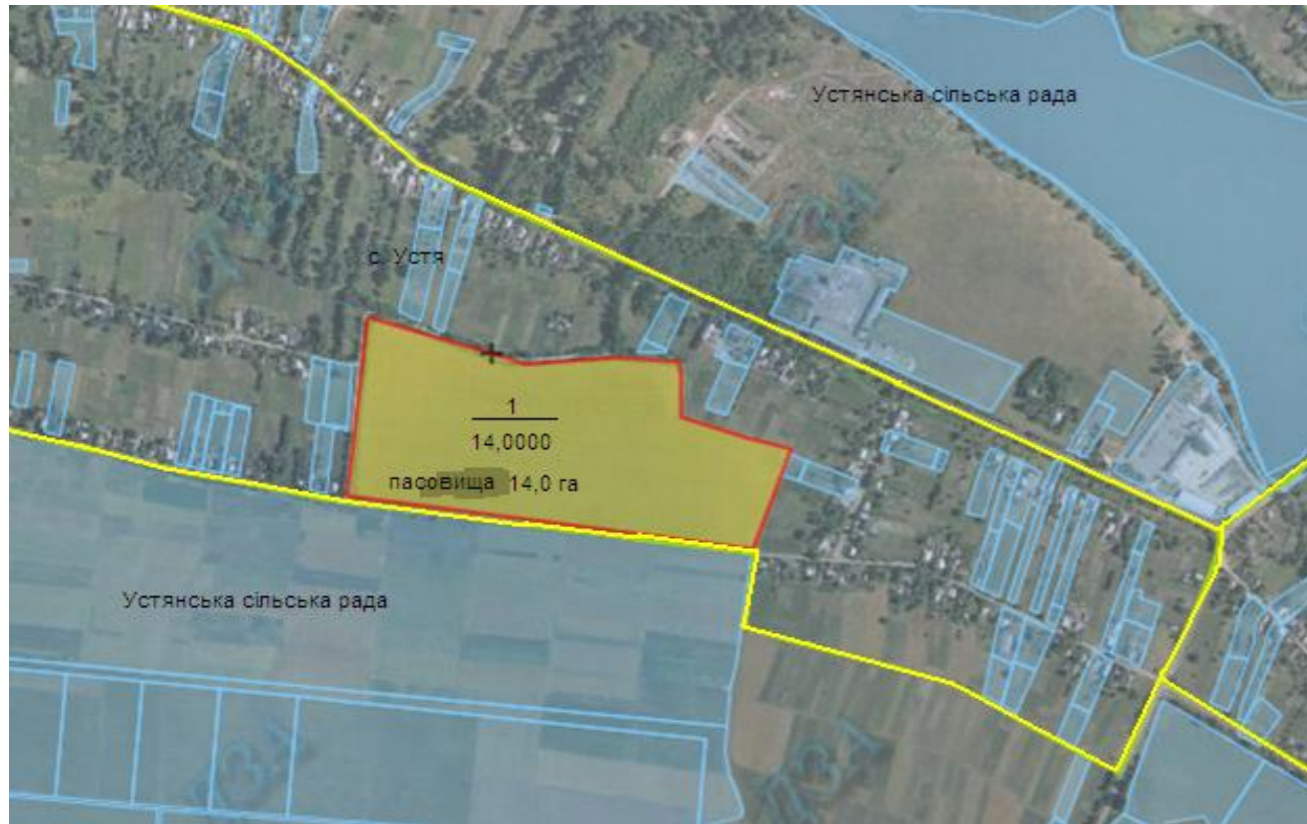 Устянська сільська рада
с. Устя
1
14,0000
пасовища 14,0 га
Устянська сільська рада